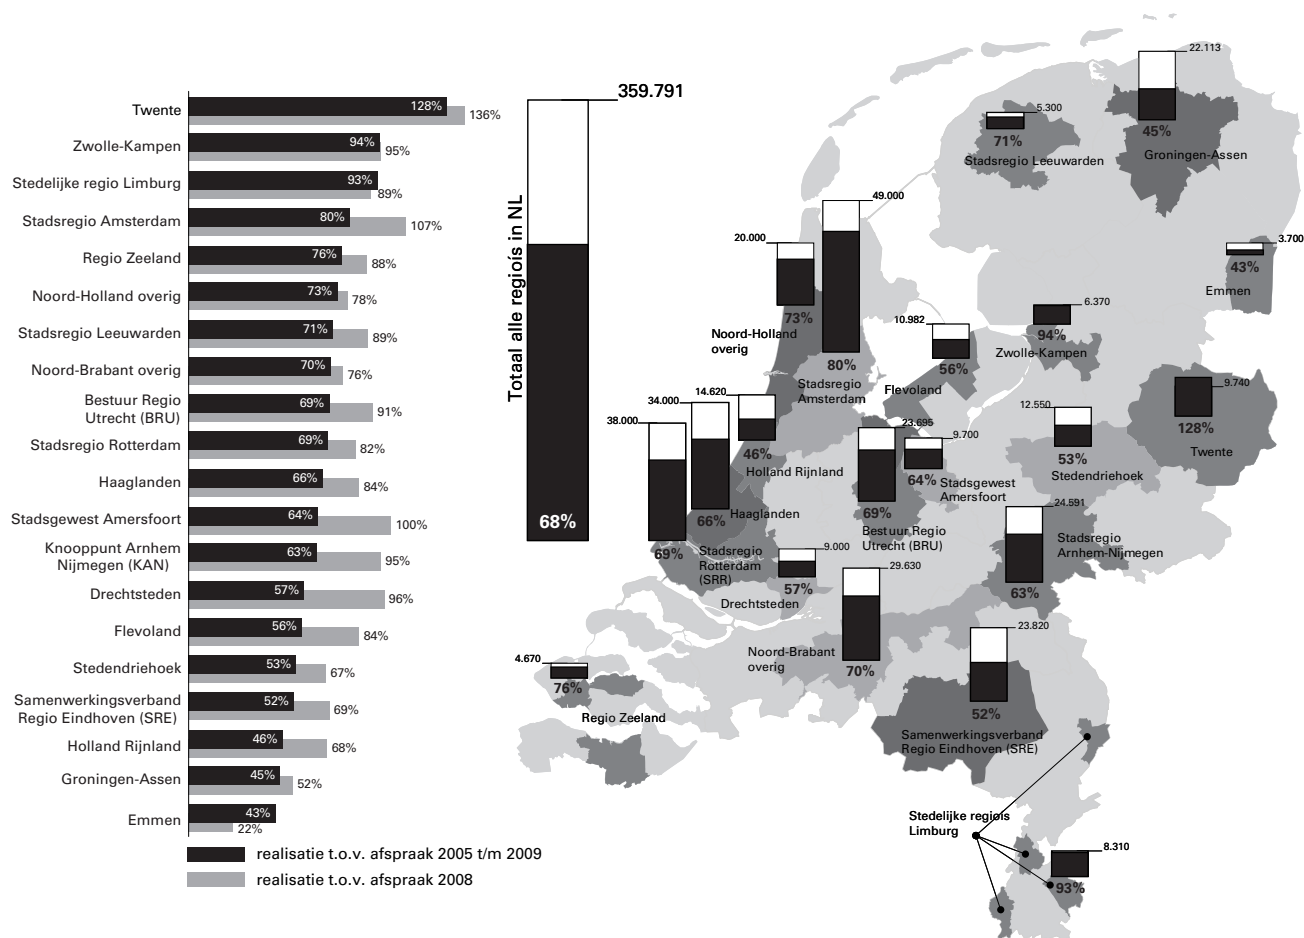 Twente
128%
136%
Zwolle-Kampen
94%
95%
Stedelijke regio Limburg
93%
89%
Stadsregio Amsterdam
80%
107%
Regio Zeeland
76%
88%
Noord-Holland overig
73%
78%
Stadsregio Leeuwarden
71%
89%
Noord-Brabant overig
70%
76%
Bestuur Regio
Utrecht (BRU)
69%
91%
Stadsregio Rotterdam
69%
82%
Haaglanden
66%
84%
Stadsgewest Amersfoort
64%
100%
Knooppunt Arnhem
Nijmegen (KAN)
63%
95%
Drechtsteden
57%
96%
Flevoland
56%
84%
Stedendriehoek
53%
67%
Samenwerkingsverband
Regio Eindhoven (SRE)
52%
69%
Holland Rijnland
46%
68%
Groningen-Assen
45%
52%
Emmen
43%
22%
realisatie t.o.v. afspraak 2005 t/m 2009
realisatie t.o.v. afspraak 2008
359.791
Totaal alle regiois in NL
68%
22.113
45%
Groningen-Assen
5.300
71%
Stadsregio Leeuwarden
49.000
80%
Stadsregio
Amsterdam
20.000
73%
Noord-Holland
overig
3.700
43%
Emmen
6.370
94%
Zwolle-Kampen
10.982
56%
Flevoland
9.740
128%
Twente
12.550
53%
Stedendriehoek
14.620
46%
Holland Rijnland
34.000
66%
Haaglanden
38.000
69%
Stadsregio
Rotterdam
(SRR)
23.695
69%
Bestuur Regio
Utrecht (BRU)
9.700
64%
Stadsgewest
Amersfoort
24.591
63%
Stadsregio
Arnhem-Nijmegen
9.000
57%
Drechtsteden
29.630
70%
Noord-Brabant
overig
23.820
52%
Samenwerkingsverband
Regio Eindhoven (SRE)
4.670
76%
Regio Zeeland
Stedelijke regiois
Limburg
8.310
93%